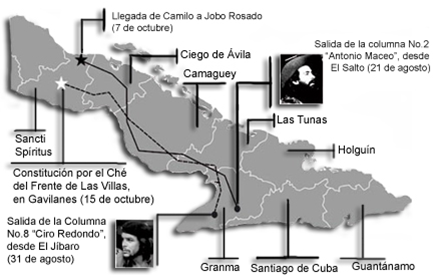 Llegada de Camilo a Jobo Rosado
(7 de octubre)
Salida de la columna No.2
“Antonio Maceo”, desde
El Salto (21 de agosto)
Ciego de Ávila
Camaguey
Las Tunas
Holguín
Sancti
Spíritus
Constitución por el Ché
del Frente de Las Villas,
en Gavilanes (15 de octubre)
Salida de la Columna
No.8 “Ciro Redondo”,
desde El Jíbaro
(31 de agosto)
Granma
Santiago de Cuba
Guantánamo